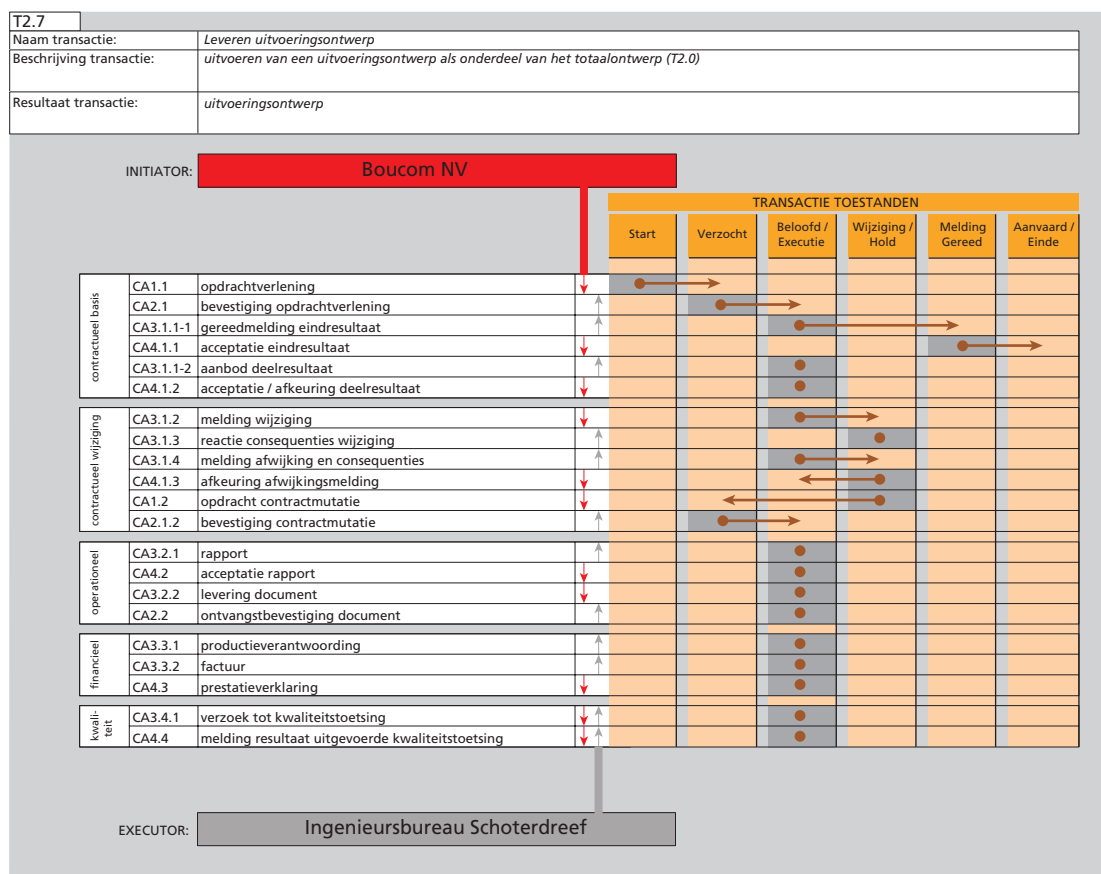 T2.7
Naam transactie: Leveren uitvoeringsontwerp
Beschrijving transactie: uitvoeren van een uitvoeringsontwerp als onderdeel van het totaalontwerp (T2.0)
Resultaat transactie: uitvoeringsontwerp
INITIATOR: Boucom NV
TRANSACTIE TOESTANDEN
Start Verzocht Beloofd / Executie Wijziging / Hold Melding Gereed Aanvaard / Einde
contractueel basis
CA1.1 opdrachtverlening
CA2.1 bevestiging opdrachtverlening
CA3.1.1-1 gereedmelding eindresultaat
CA4.1.1 acceptatie eindresultaat
CA3.1.1-2 aanbod deelresultaat
CA4.1.2 acceptatie / afkeuring deelresultaat
contractueel wijziging
CA3.1.2 melding wijziging
CA3.1.3 reactie consequenties wijziging
CA3.1.4 melding afwijking en consequenties
CA4.1.3 afkeuring afwijkingsmelding
CA1.2 opdracht contractmutatie
CA2.1.2 bevestiging contractmutatie
operationeel
CA3.2.1 rapport
CA4.2 acceptatie rapport
CA3.2.2 levering document
CA2.2 ontvangstbevestiging document
financieel
CA3.3.1 productieverantwoording
CA3.3.2 factuur
CA4.3 prestatieverklaring
kwali-
teit
CA3.4.1 verzoek tot kwaliteitstoetsing
CA4.4 melding resultaat uitgevoerde kwaliteitstoetsing
EXECUTOR: Ingenieursbureau Schoterdreef